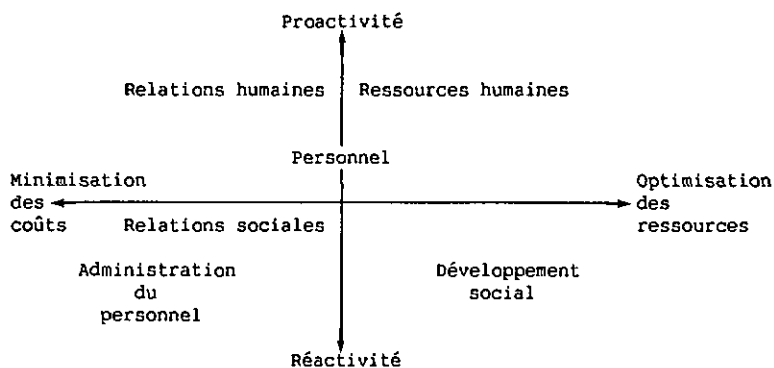 Proactivité
Relations humaines Ressources humaines
Personnel
Minimisation
des
coûts
Optimisation
des
ressources
Relations sociales
Administration
du
personnel
Développement
social
Réactivité